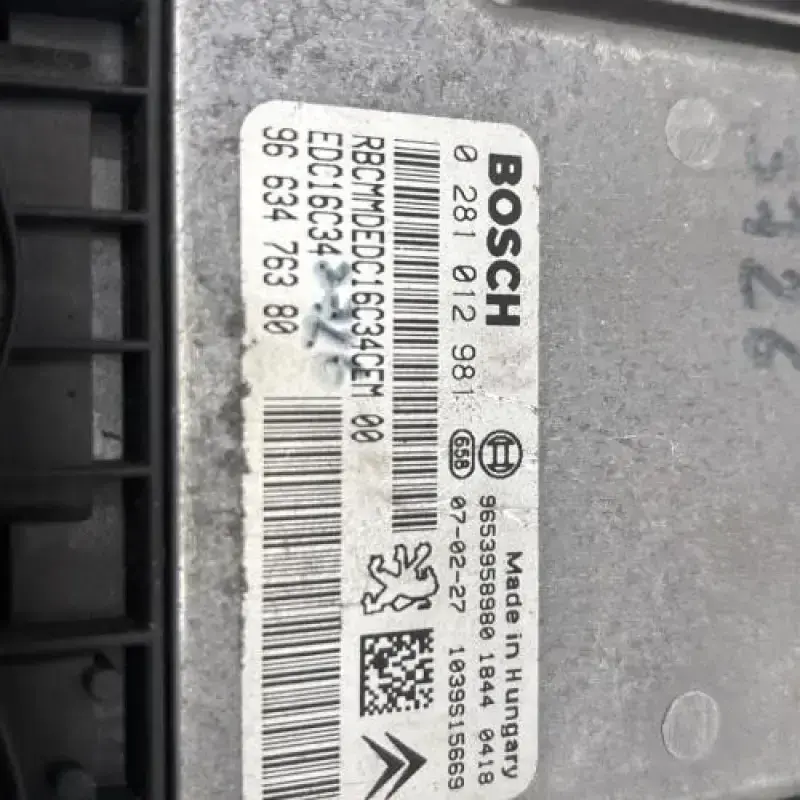 BOSCH
Made in Hungary
0 281 012 981
9653958980 1844 0418
658 07-02-27 1039S15669
RBCMMDEDC16C34CEM 00
EDC16C34
96 634 763 80